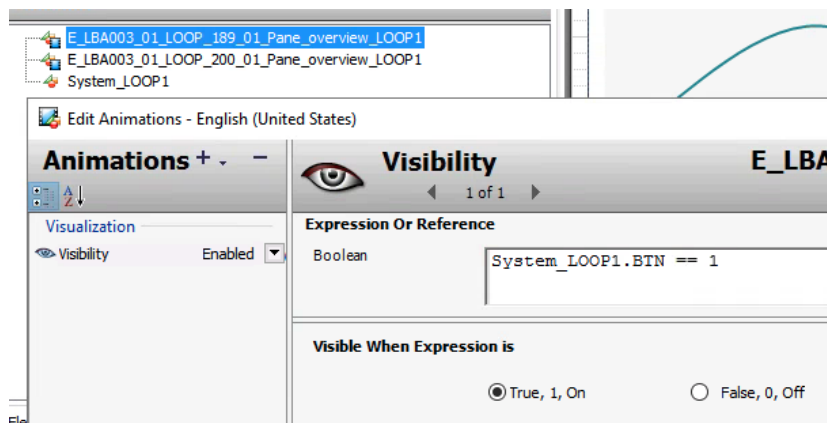 E_LBA003_01_LOOP_189_01_Pane_overview_LOOP1
E_LBA003_01_LOOP_200_01_Pane_overview_LOOP1
System_LOOP1
Edit Animations - English (United States)
Animations + -
Visibility
E_LBA
1 of 1
A
Z
Visualization
Expression Or Reference
Visibility Enabled
Boolean
System_LOOP1.BTN == 1
Visible When Expression is
True, 1, On
False, 0, Off